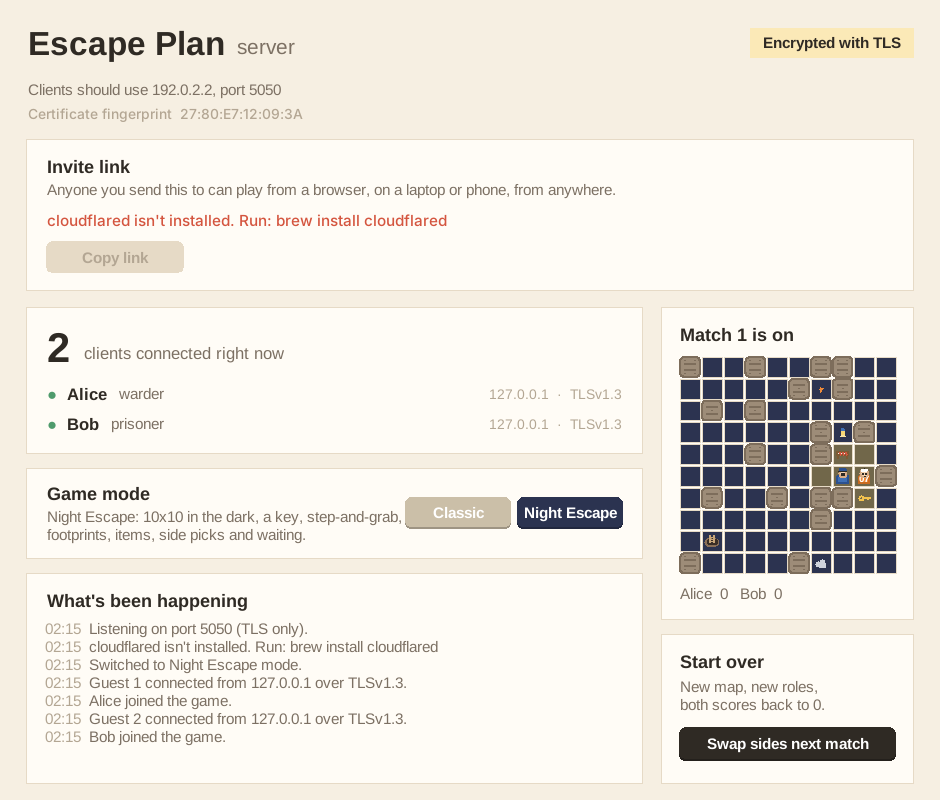 Escape Plan server
Encrypted with TLS
Clients should use 192.0.2.2, port 5050
Certificate fingerprint 27:80:E7:12:09:3A
Invite link
Anyone you send this to can play from a browser, on a laptop or phone, from anywhere.
cloudflared isn't installed. Run: brew install cloudflared
Copy link
2 clients connected right now
● Alice warder 127.0.0.1 · TLSv1.3
● Bob prisoner 127.0.0.1 · TLSv1.3
Game mode
Night Escape: 10x10 in the dark, a key, step-and-grab,
footprints, items, side picks and waiting.
Classic
Night Escape
What's been happening
02:15 Listening on port 5050 (TLS only).
02:15 cloudflared isn't installed. Run: brew install cloudflared
02:15 Switched to Night Escape mode.
02:15 Guest 1 connected from 127.0.0.1 over TLSv1.3.
02:15 Alice joined the game.
02:15 Guest 2 connected from 127.0.0.1 over TLSv1.3.
02:15 Bob joined the game.
Match 1 is on
Alice 0 Bob 0
Start over
New map, new roles,
both scores back to 0.
Swap sides next match